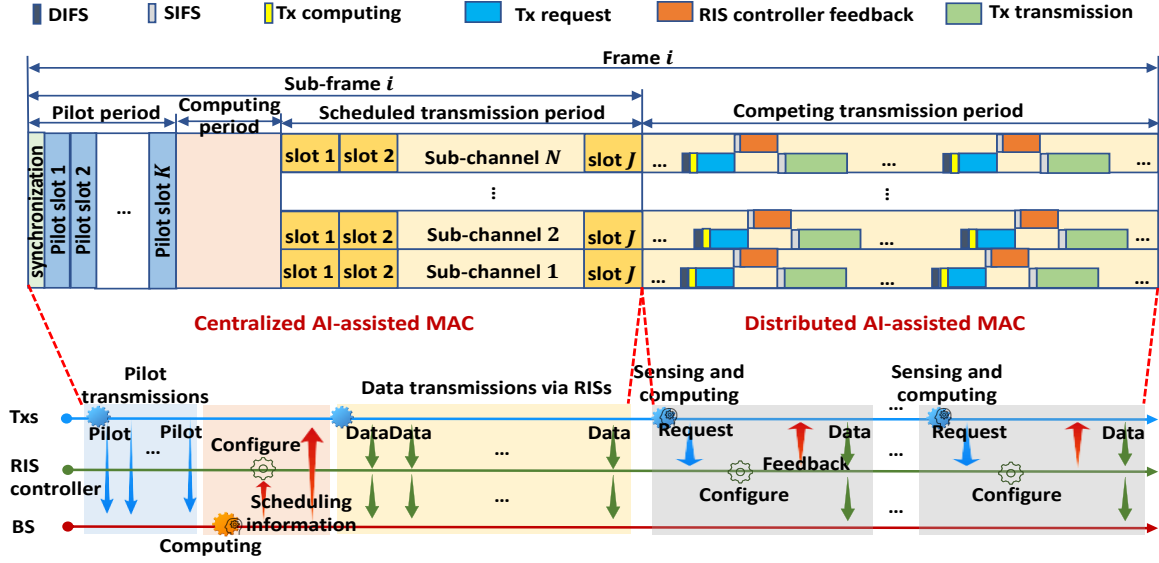 DIFS SIFS Tx computing Tx request RIS controller feedback Tx transmission
Frame i
Sub-frame i
Pilot period
Computing period
Scheduled transmission period
Competing transmission period
synchronization
Pilot slot 1
Pilot slot 2
...
Pilot slot K
slot 1 slot 2 Sub-channel N slot J ... ... ...
⋮ ⋮
slot 1 slot 2 Sub-channel 2 slot J ... ... ...
slot 1 slot 2 Sub-channel 1 slot J ... ... ...
Centralized AI-assisted MAC
Distributed AI-assisted MAC
Pilot
transmissions
Data transmissions via RISs
Sensing and
computing
Sensing and
computing
Txs
...
Pilot Pilot
...
Configure
Data Data Data
...
Request Data
Request Data
...
Feedback
RIS
controller
Configure
Configure
Scheduling
information
...
...
BS
Computing